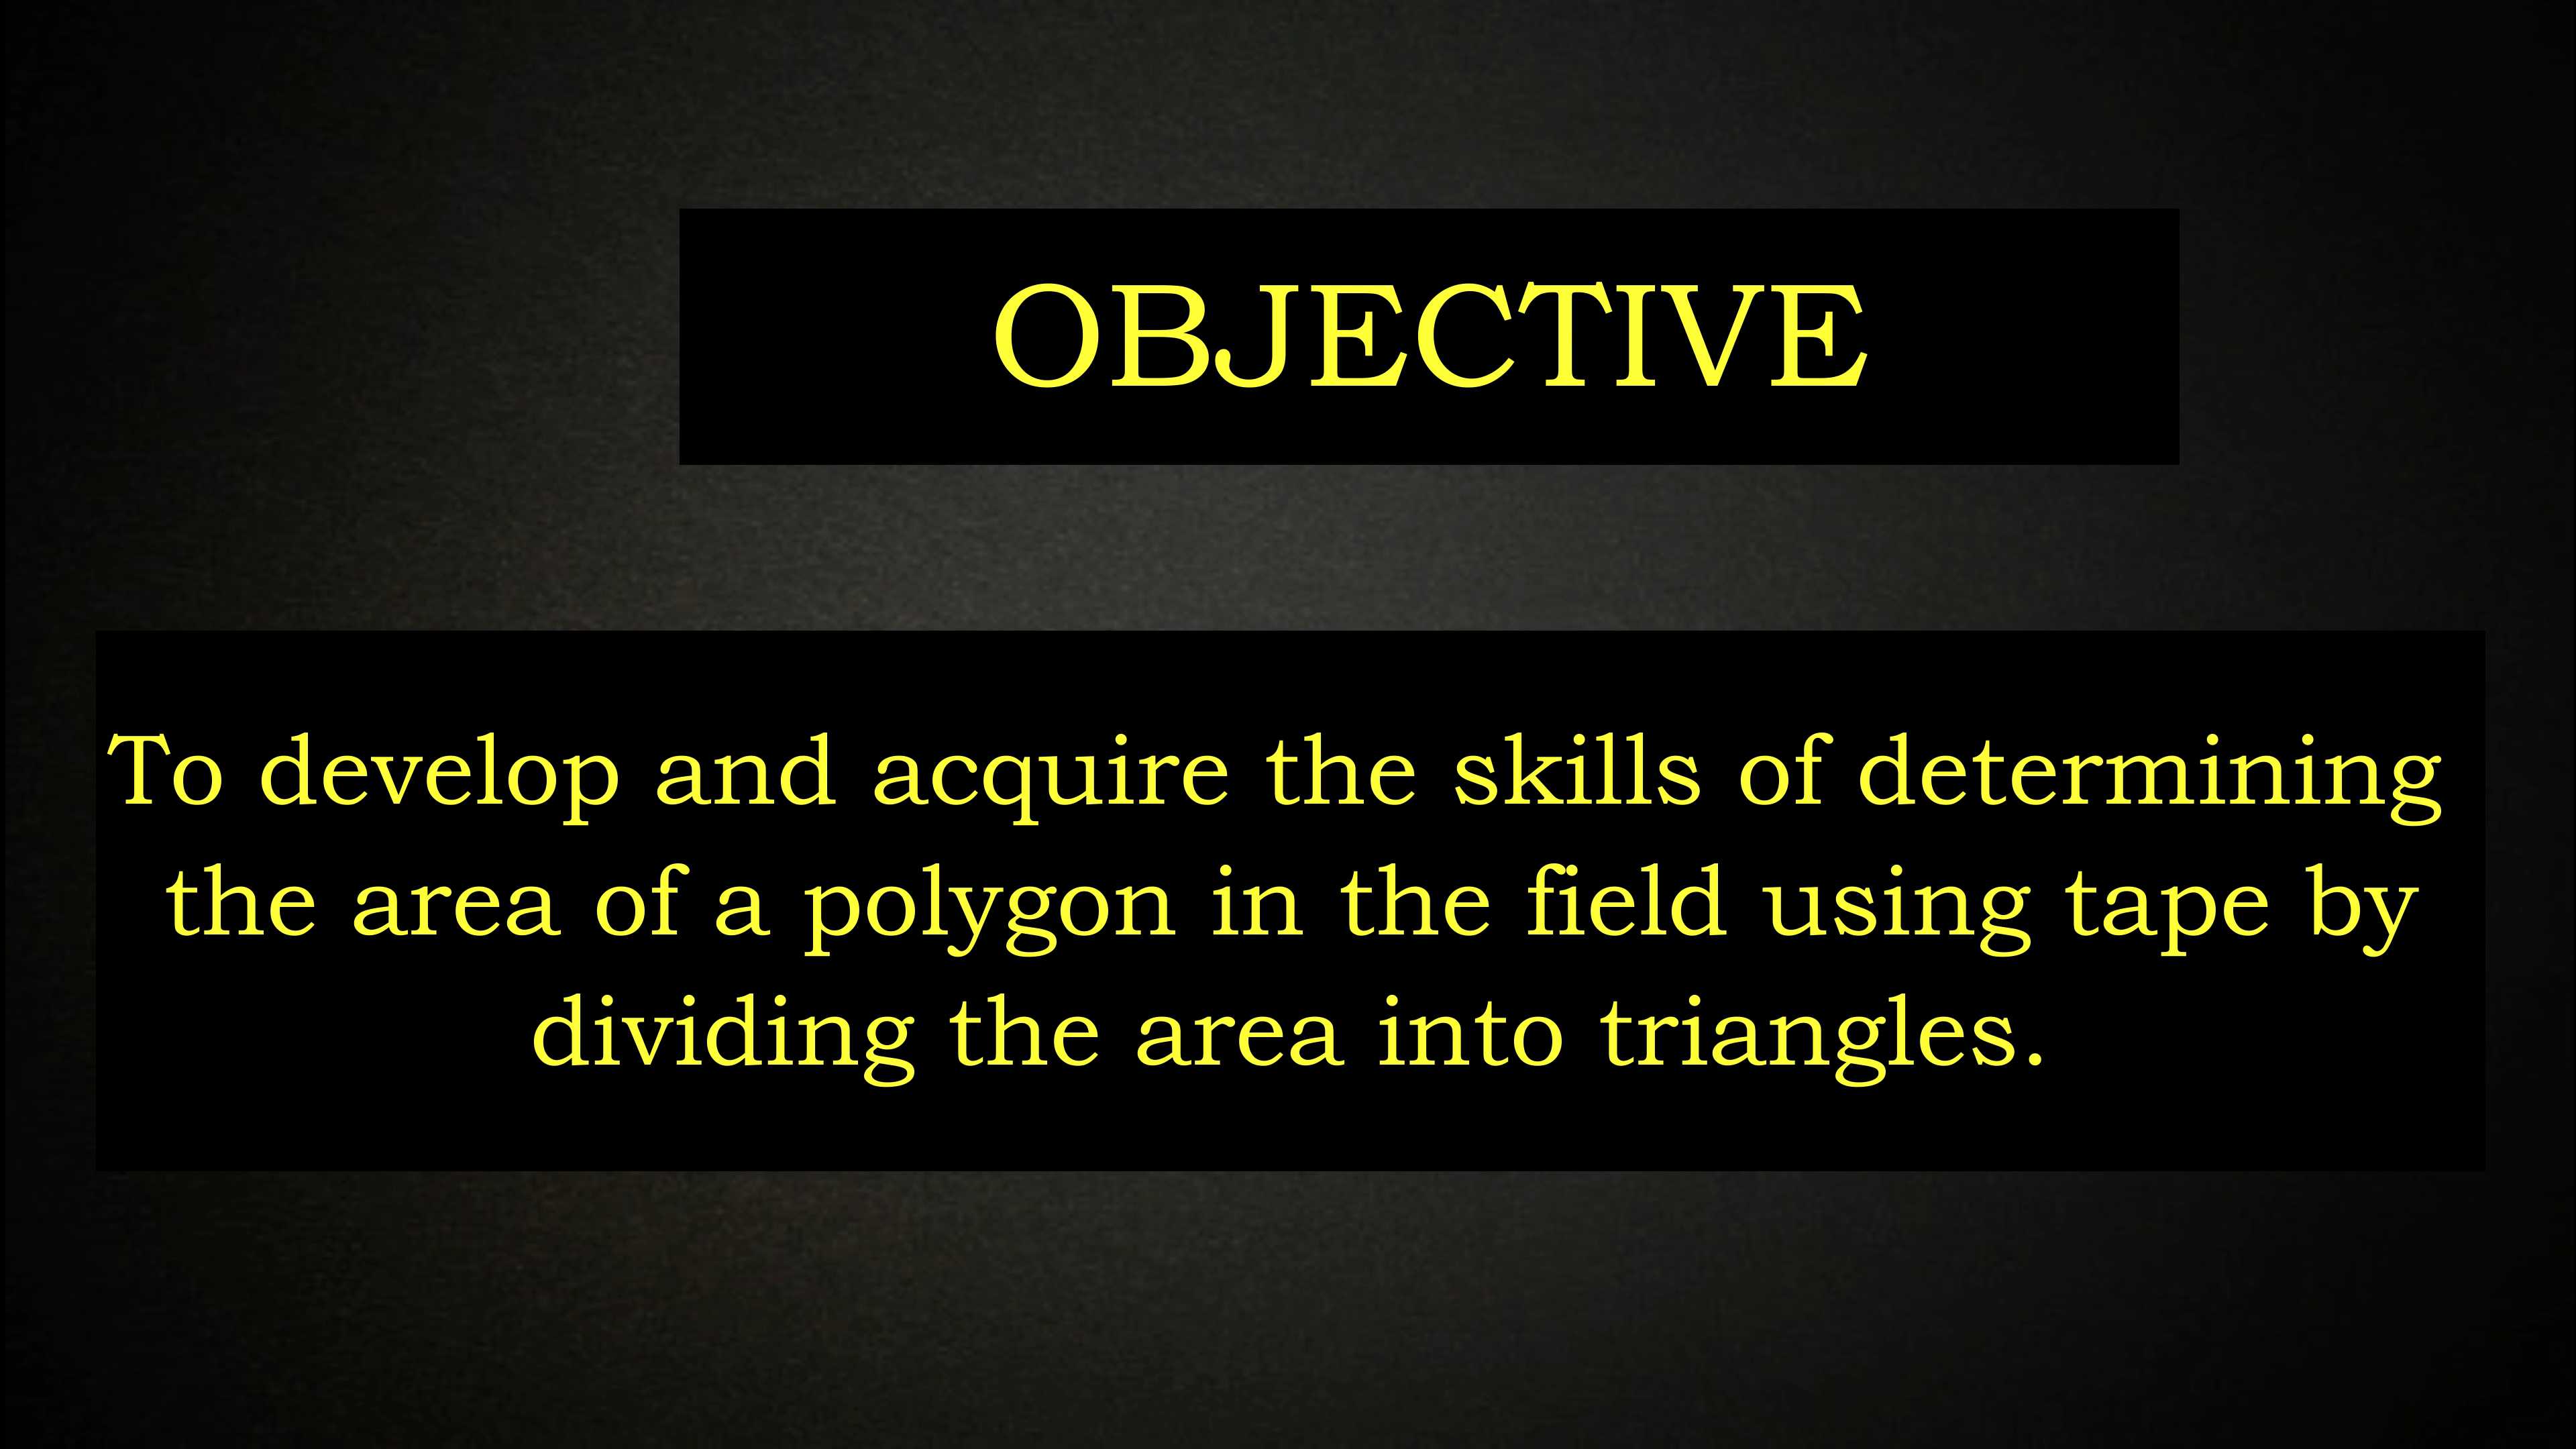 OBJECTIVE
To develop and acquire the skills of determining
the area of a polygon in the field using tape by
dividing the area into triangles.